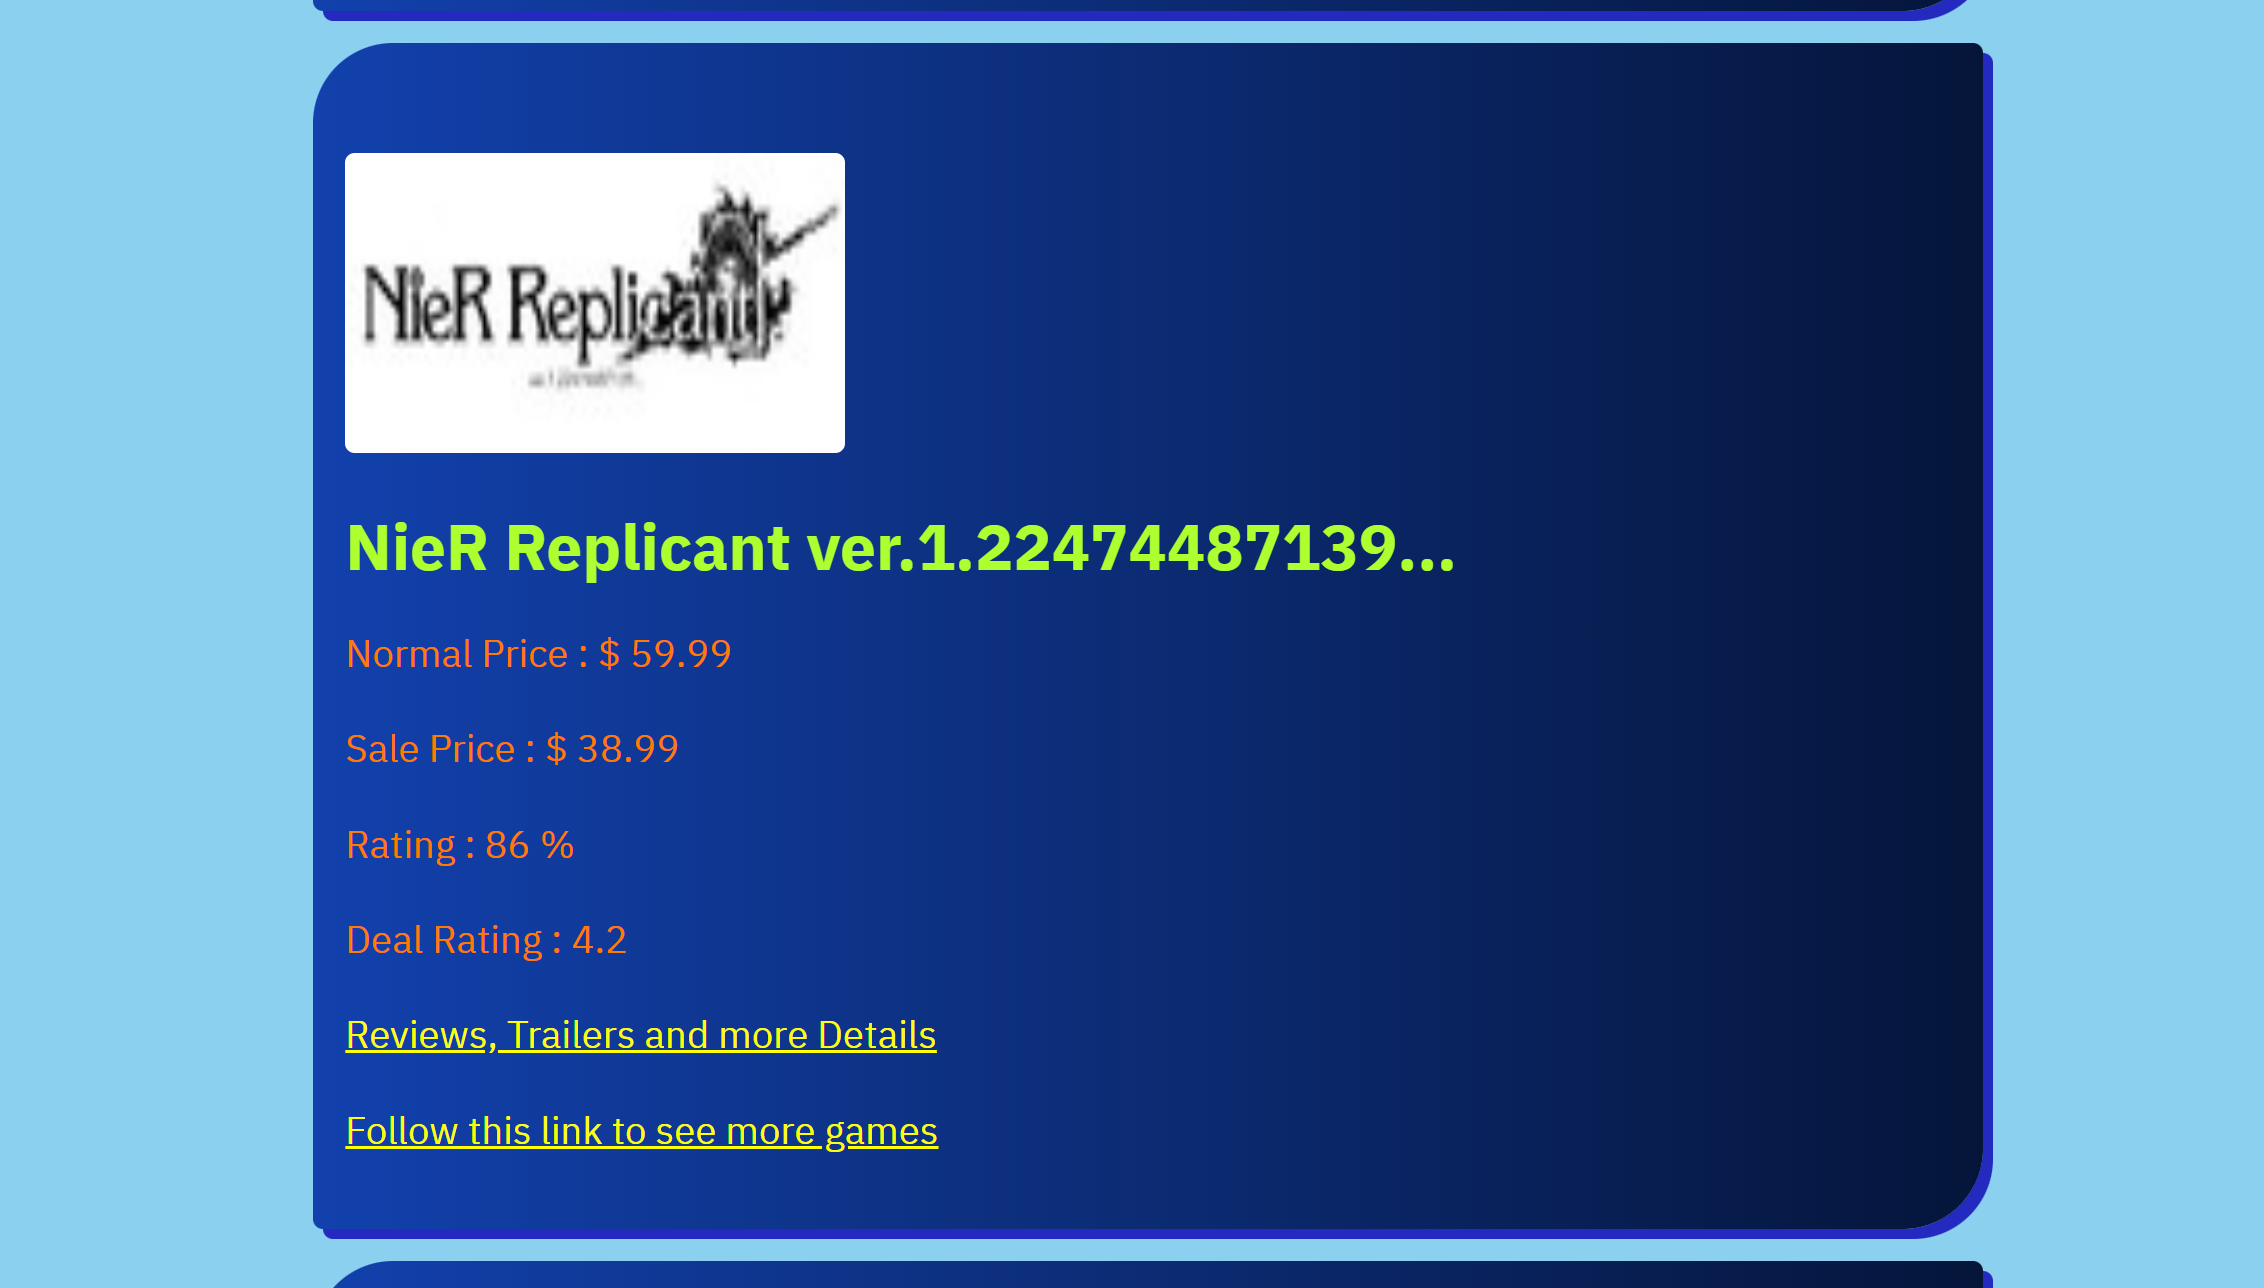 NieR Replicant
NieR Replicant ver.1.22474487139...
Normal Price : $ 59.99
Sale Price : $ 38.99
Rating : 86 %
Deal Rating : 4.2
Reviews, Trailers and more Details
Follow this link to see more games